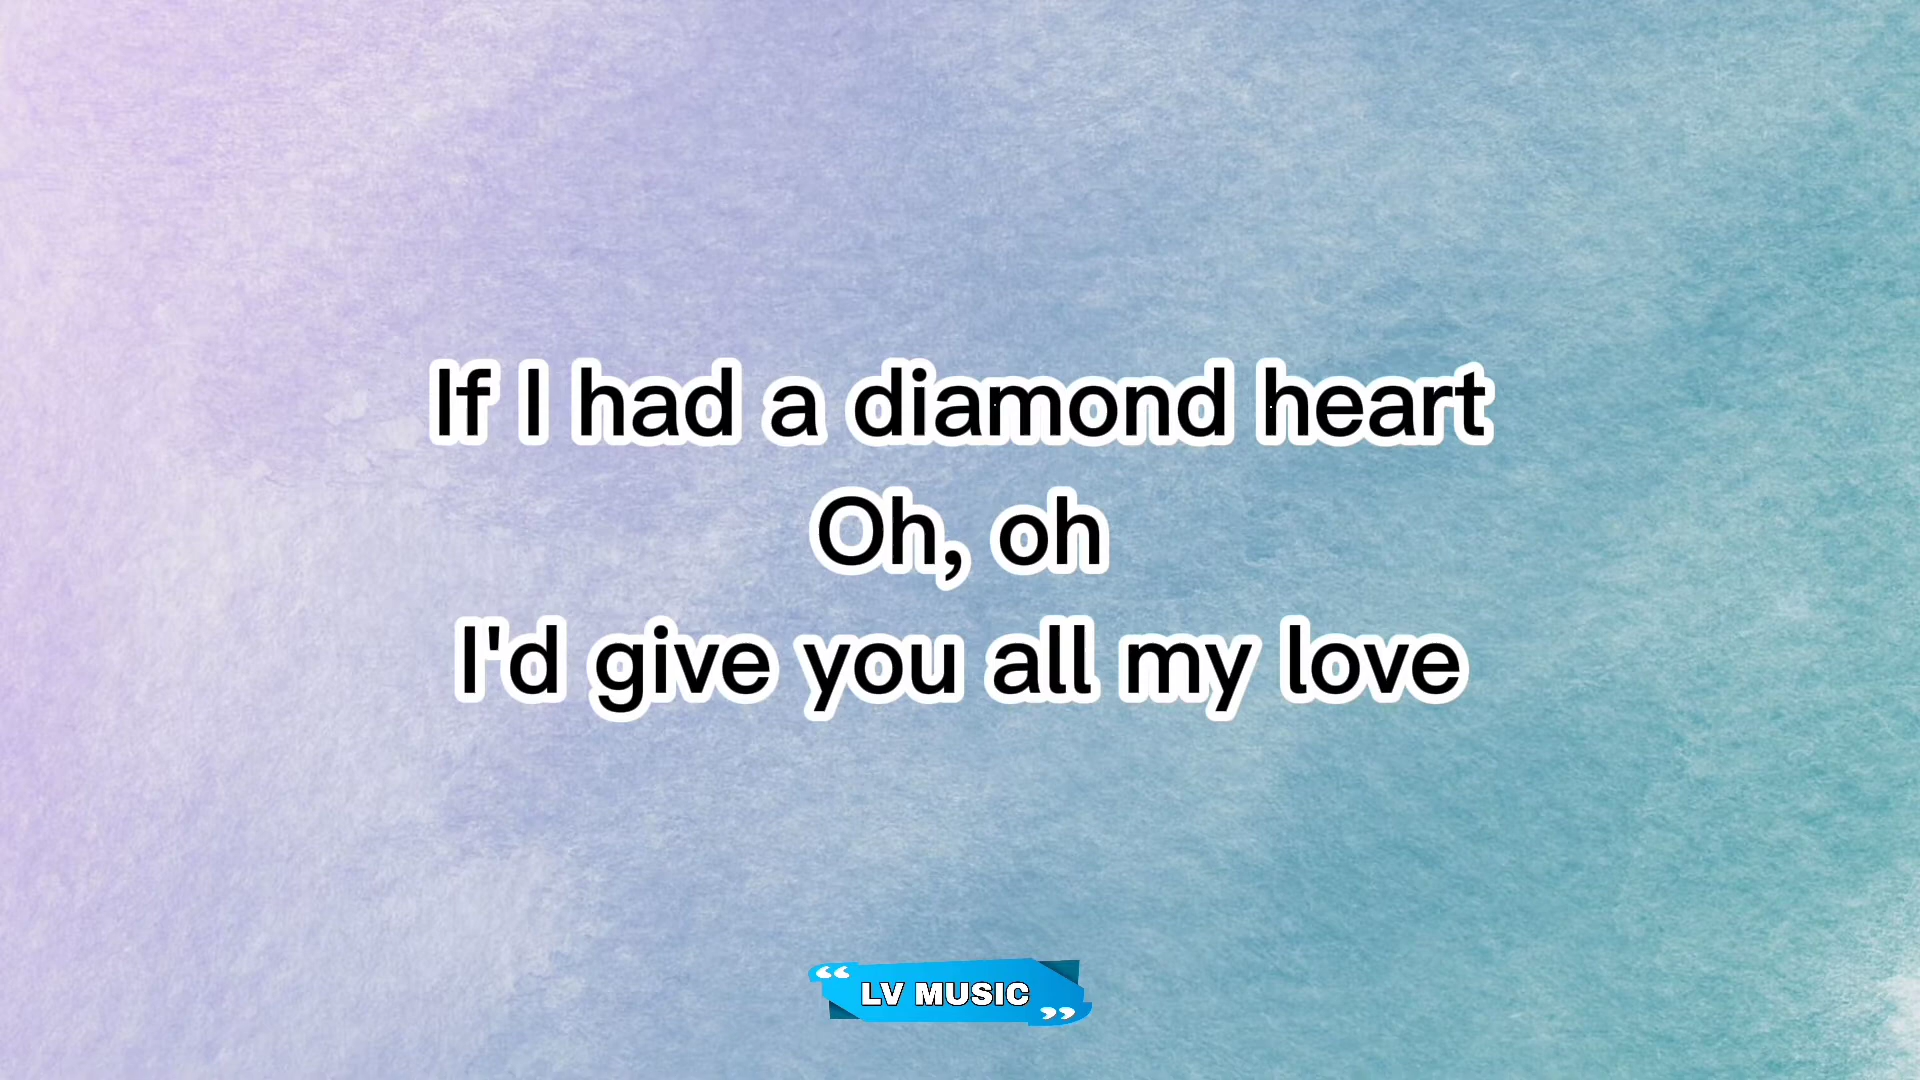 If I had a diamond heart
Oh, oh
I'd give you all my love
“ LV MUSIC ”